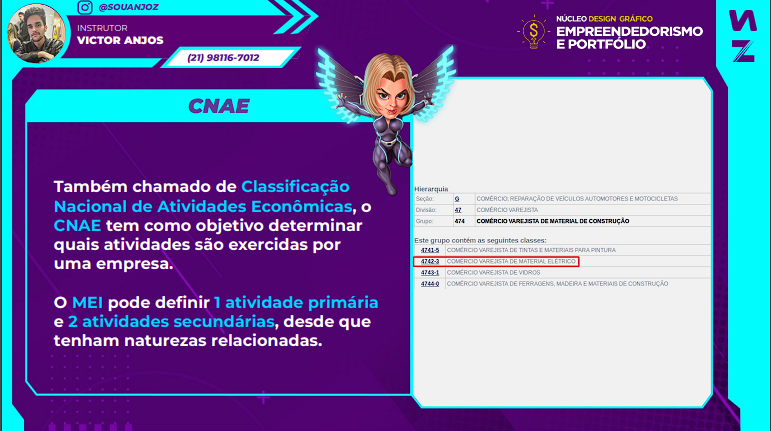 @SOUANJOZ
INSTRUTOR
VICTOR ANJOS
(21) 98116-7012
NÚCLEO DESIGN GRÁFICO
EMPREENDEDORISMO
E PORTFÓLIO
CNAE
Também chamado de Classificação
Nacional de Atividades Econômicas, o
CNAE tem como objetivo determinar
quais atividades são exercidas por
uma empresa.
O MEI pode definir 1 atividade primária
e 2 atividades secundárias, desde que
tenham naturezas relacionadas.
Hierarquia
Seção: G COMÉRCIO; REPARAÇÃO DE VEÍCULOS AUTOMOTORES E MOTOCICLETAS
Divisão: 47 COMÉRCIO VAREJISTA
Grupo: 474 COMÉRCIO VAREJISTA DE MATERIAL DE CONSTRUÇÃO
Este grupo contém as seguintes classes:
4741-5 COMÉRCIO VAREJISTA DE TINTAS E MATERIAIS PARA PINTURA
4742-3 COMÉRCIO VAREJISTA DE MATERIAL ELÉTRICO
4743-1 COMÉRCIO VAREJISTA DE VIDROS
4744-0 COMÉRCIO VAREJISTA DE FERRAGENS, MADEIRA E MATERIAIS DE CONSTRUÇÃO